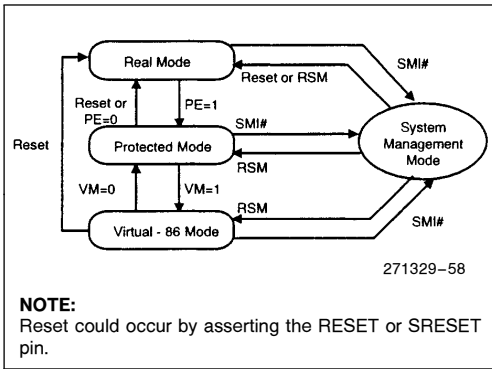 Real Mode
SMI#
Reset or RSM
Reset or
PE=0
PE=1
SMI#
System
Management
Mode
Reset
Protected Mode
RSM
VM=0
VM=1
RSM
Virtual - 86 Mode
SMI#
271329–58
NOTE:
Reset could occur by asserting the RESET or SRESET
pin.